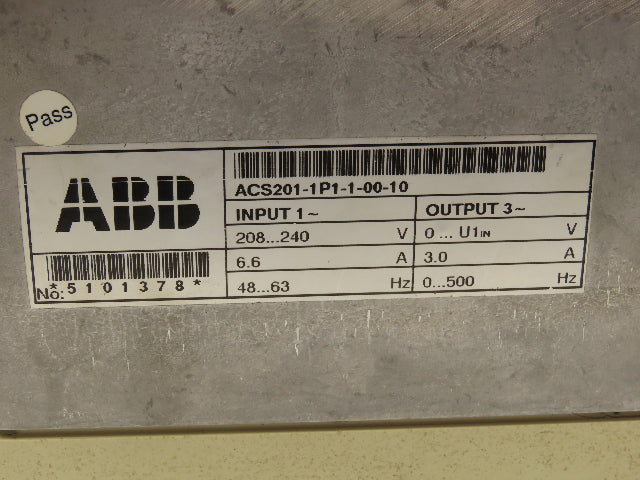 Pass
ABB
ACS201-1P1-1-00-10
INPUT 1~ OUTPUT 3~
208...240 V 0 ... U1IN V
6.6 A 3.0 A
48...63 Hz 0...500 Hz
No: *5101378*